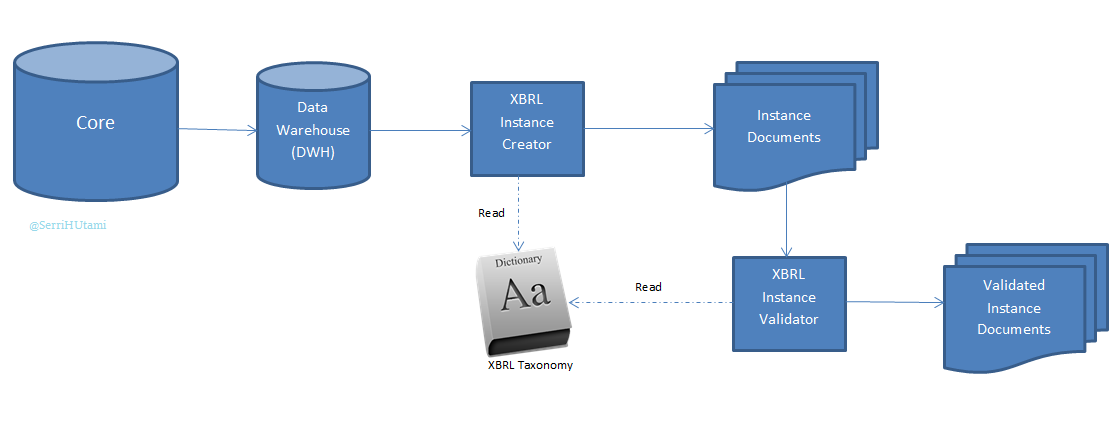 Core
Data
Warehouse
(DWH)
XBRL
Instance
Creator
Instance
Documents
@SerriHUtami
Read
Dictionary
Aa
XBRL Taxonomy
Read
XBRL
Instance
Validator
Validated
Instance
Documents